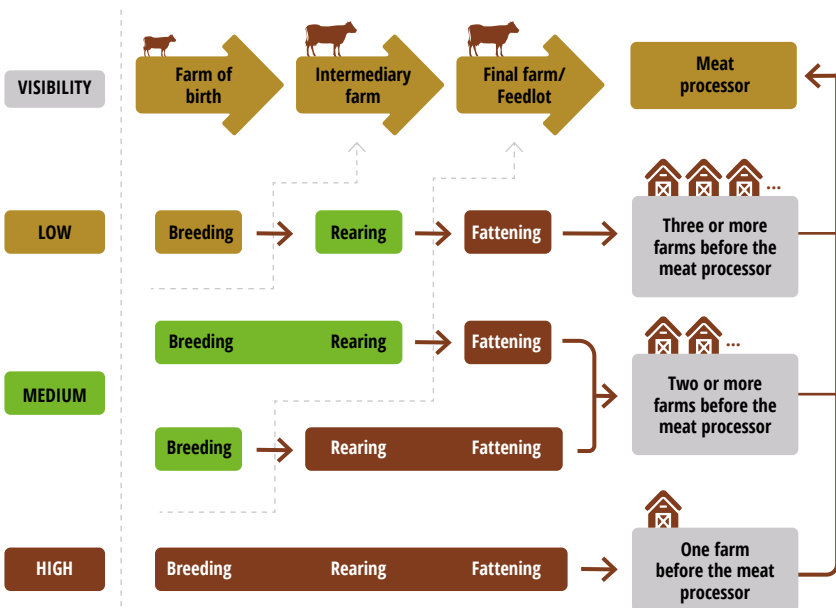 VISIBILITY
Farm of
birth
Intermediary
farm
Final farm/
Feedlot
Meat
processor
LOW
Breeding
Rearing
Fattening
...
Three or more
farms before the
meat processor
MEDIUM
Breeding
Rearing
Fattening
...
Two or more
farms before the
meat processor
Breeding
Rearing
Fattening
HIGH
Breeding
Rearing
Fattening
One farm
before the meat
processor